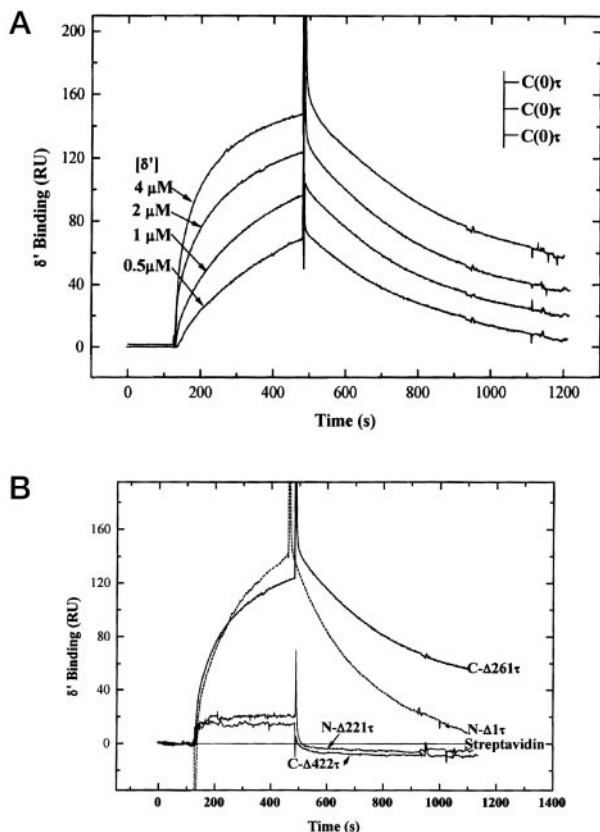 A
200
160
120
80
40
0
δ' Binding (RU)
[δ']
4 μM
2 μM
1 μM
0.5μM
C(0)τ
C(0)τ
C(0)τ
0 200 400 600 800 1000 1200
Time (s)
B
160
120
80
40
0
-40
δ' Binding (RU)
C-Δ261τ
N-Δ1τ
N-Δ221τ
Streptavidin
C-Δ422τ
0 200 400 600 800 1000 1200 1400
Time (s)